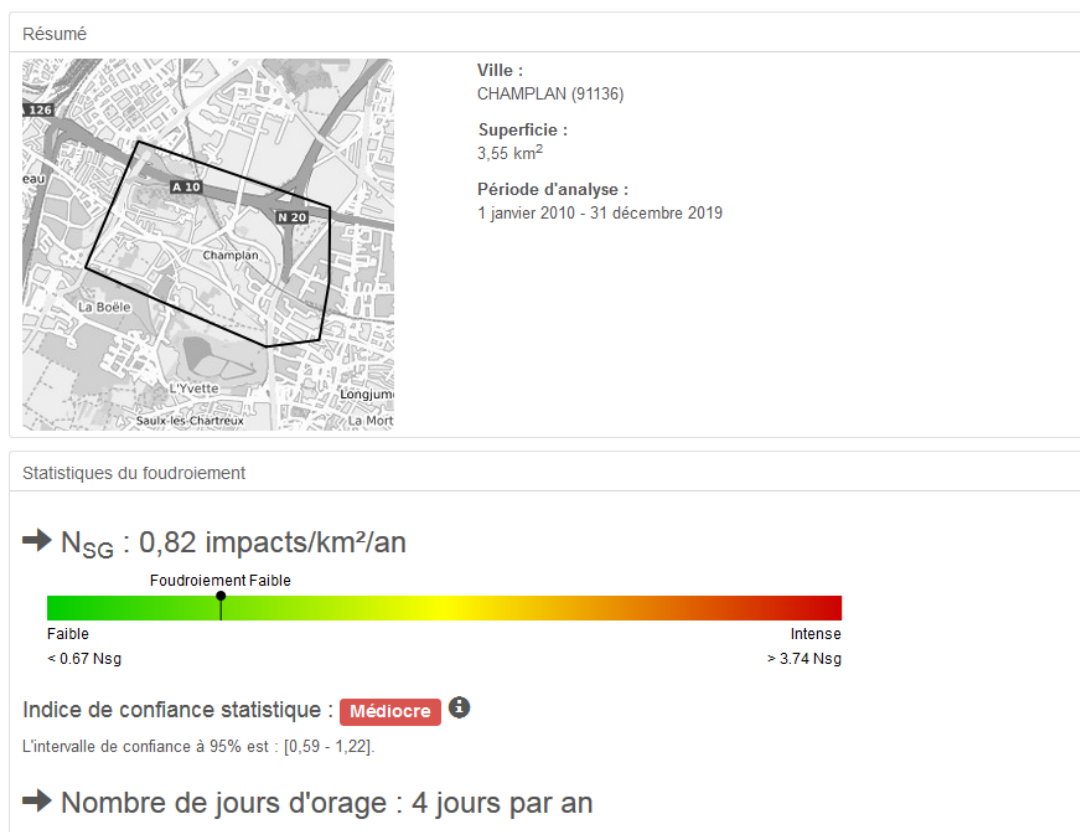 Résumé
A 126
eau
A 10
N 20
Champlan
La Boële
L'Yvette
Longjum
Saulx-les-Chartreux
La Mort
Ville :
CHAMPLAN (91136)
Superficie :
3,55 km²
Période d'analyse :
1 janvier 2010 - 31 décembre 2019
Statistiques du foudroiement
➔ NSG : 0,82 impacts/km²/an
Foudroiement Faible
Faible Intense
< 0.67 Nsg > 3.74 Nsg
Indice de confiance statistique : Médiocre i
L'intervalle de confiance à 95% est : [0,59 - 1,22].
➔ Nombre de jours d'orage : 4 jours par an